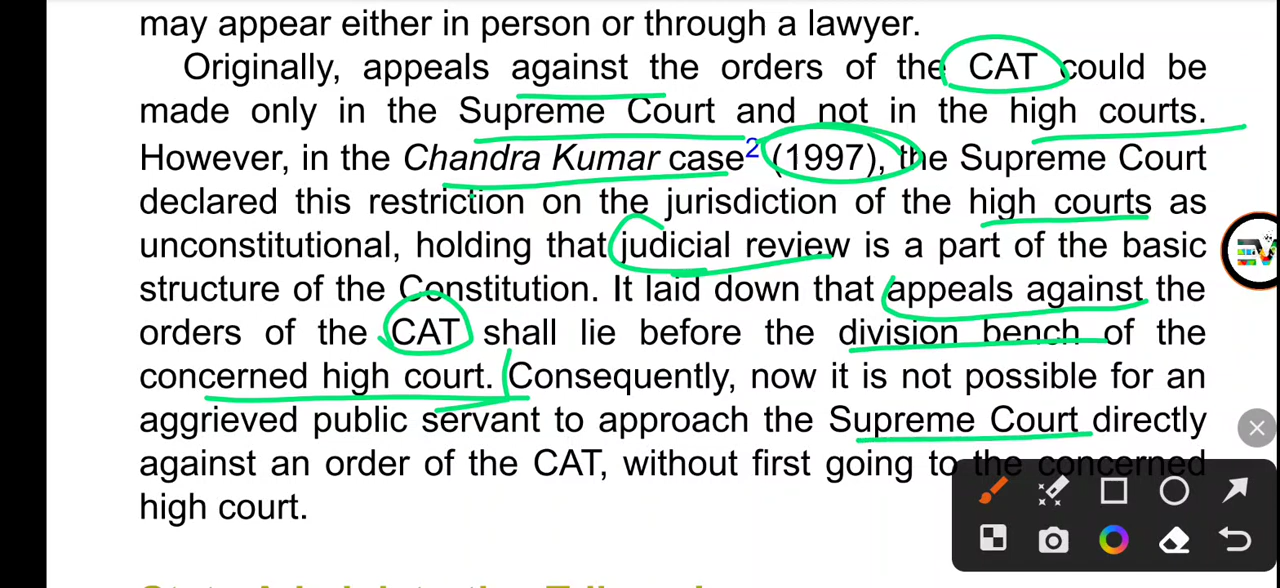 may appear either in person or through a lawyer.
Originally, appeals against the orders of the CAT could be
made only in the Supreme Court and not in the high courts.
However, in the Chandra Kumar case2 (1997), the Supreme Court
declared this restriction on the jurisdiction of the high courts as
unconstitutional, holding that judicial review is a part of the basic
structure of the Constitution. It laid down that appeals against the
orders of the CAT shall lie before the division bench of the
concerned high court. Consequently, now it is not possible for an
aggrieved public servant to approach the Supreme Court directly
against an order of the CAT, without first going to the concerned
high court.